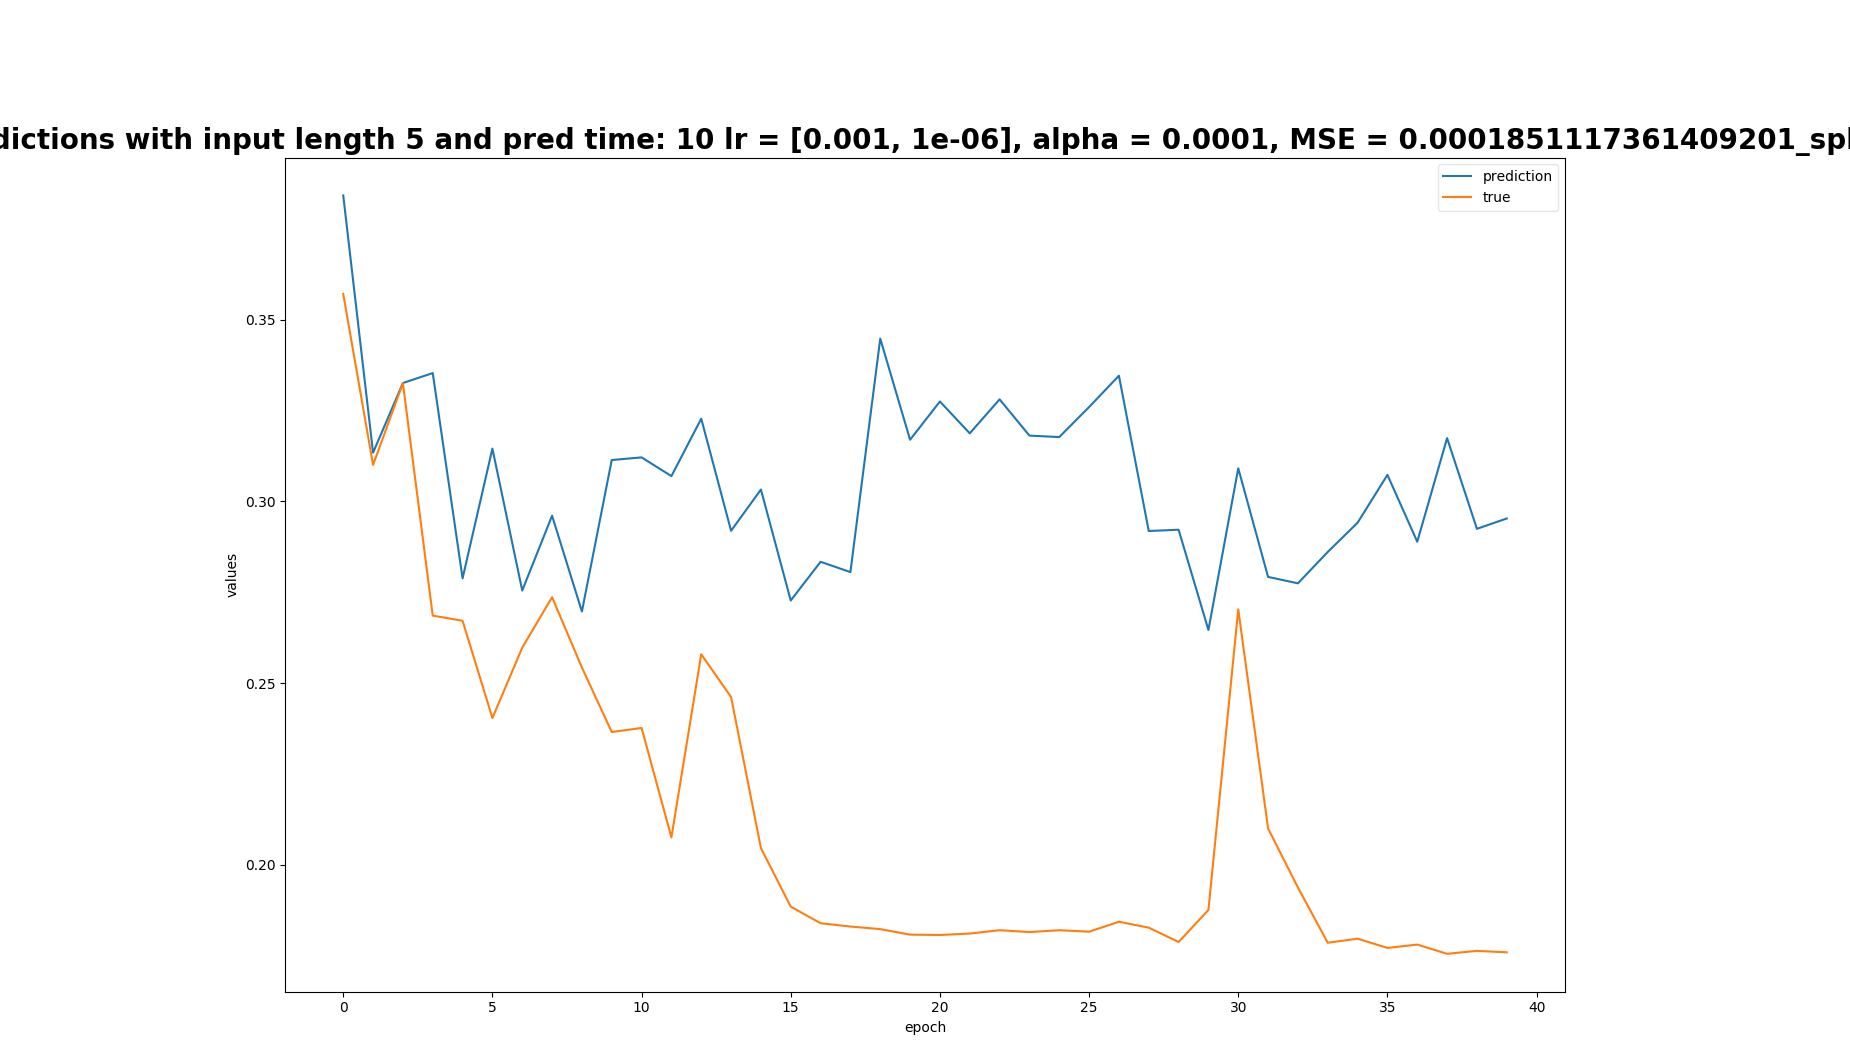 dictions with input length 5 and pred time: 10 lr = [0.001, 1e-06], alpha = 0.0001, MSE = 0.0001851117361409201_spl
prediction
true
0.35
0.30
0.25
0.20
values
0 5 10 15 20 25 30 35 40
epoch